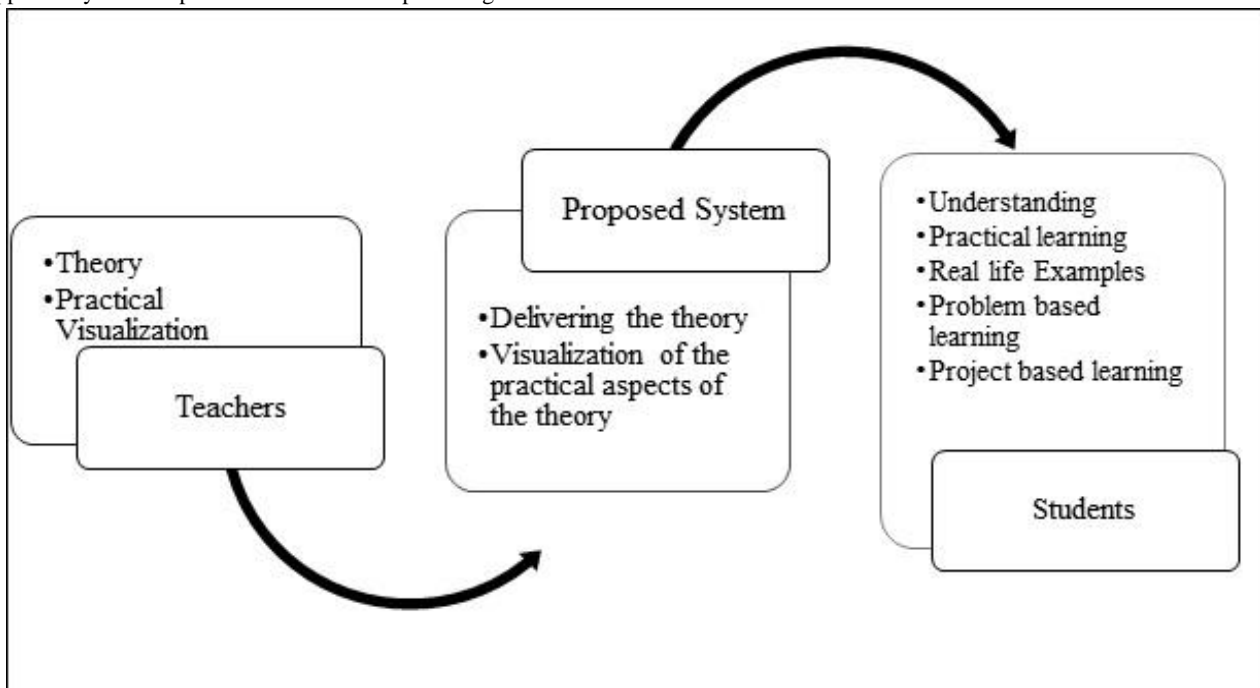 •Theory
•Practical
Visualization
Teachers
Proposed System
•Delivering the theory
•Visualization of the
practical aspects of
the theory
•Understanding
•Practical learning
•Real life Examples
•Problem based
learning
•Project based learning
Students